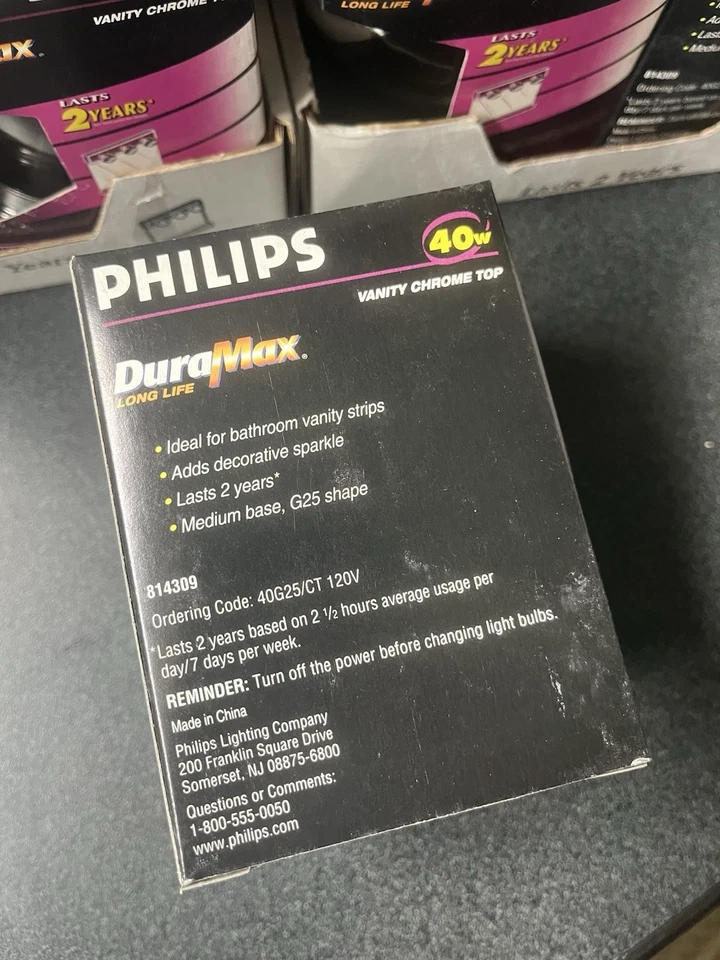 VANITY CHROME TOP
LONG LIFE
LASTS
2 YEARS*
LASTS
2 YEARS*
814309
Ordering Code:
PHILIPS
40w
VANITY CHROME TOP
DuraMax®
LONG LIFE
• Ideal for bathroom vanity strips
• Adds decorative sparkle
• Lasts 2 years*
• Medium base, G25 shape
814309
Ordering Code: 40G25/CT 120V
*Lasts 2 years based on 2 ½ hours average usage per
day/7 days per week.
REMINDER: Turn off the power before changing light bulbs.
Made in China
Philips Lighting Company
200 Franklin Square Drive
Somerset, NJ 08875-6800
Questions or Comments:
1-800-555-0050
www.philips.com